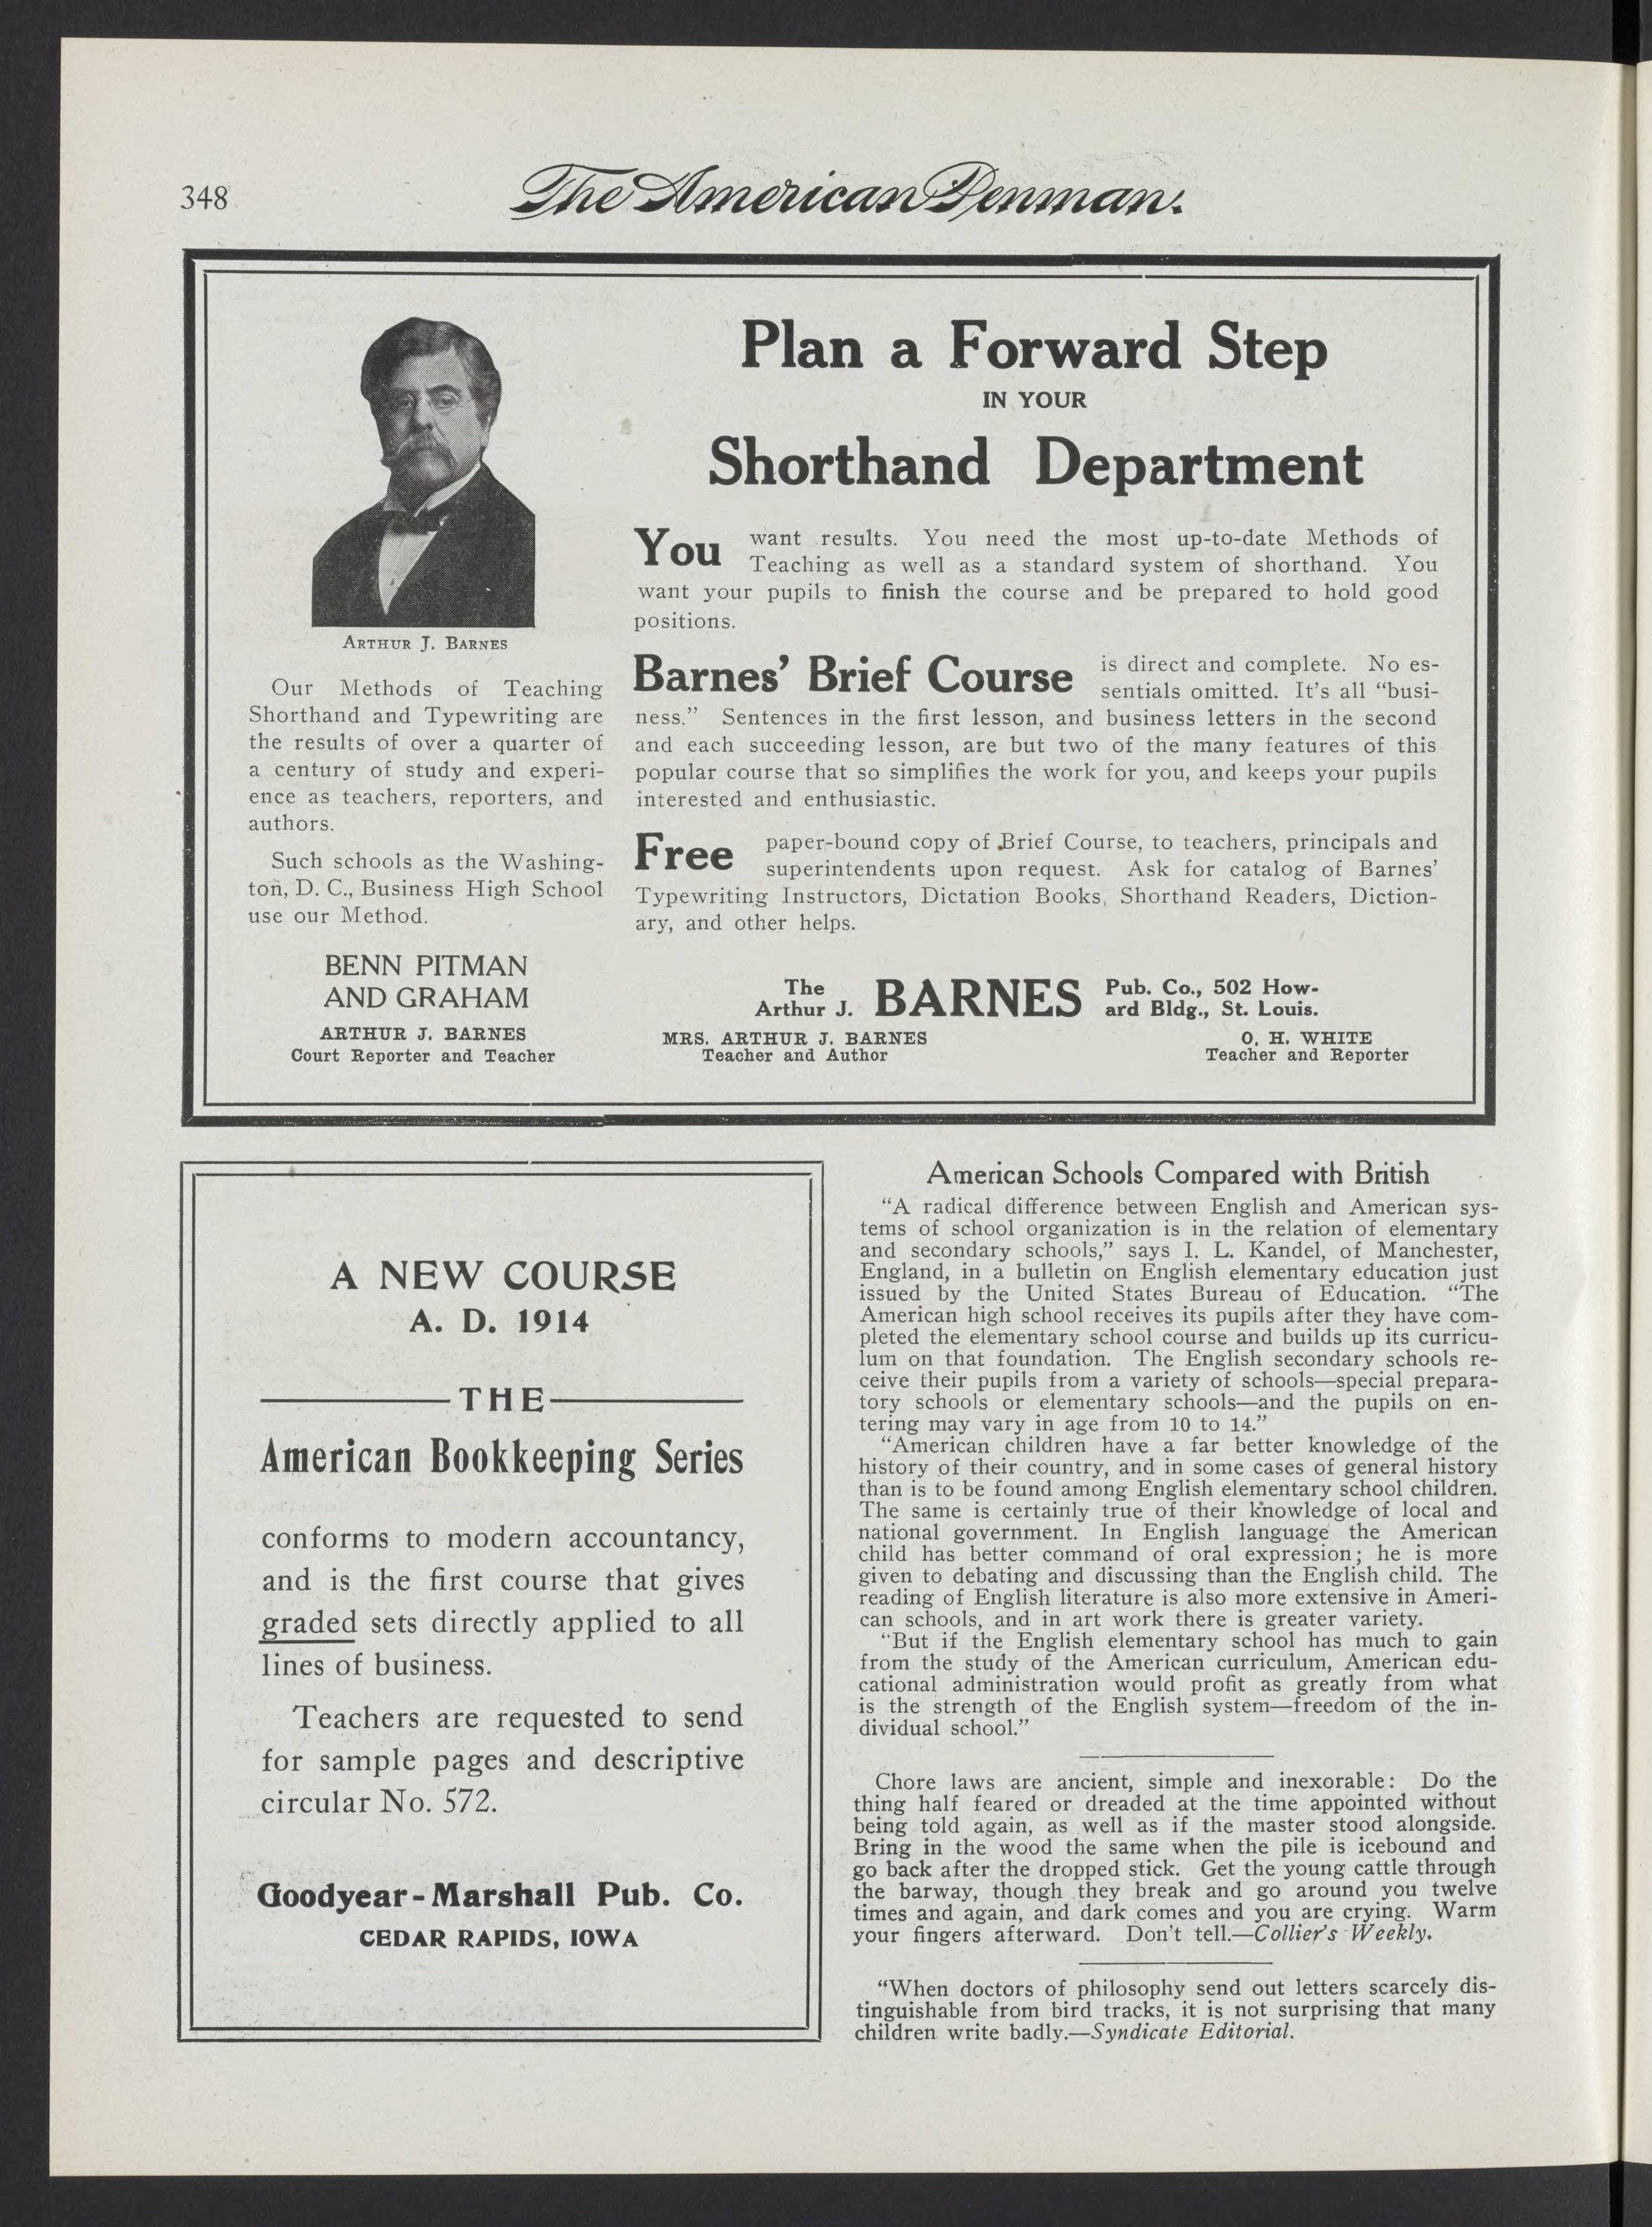 348
The American Penman.
Plan a Forward Step
IN YOUR
Shorthand Department
ARTHUR J. BARNES
Our Methods of Teaching
Shorthand and Typewriting are
the results of over a quarter of
a century of study and experi-
ence as teachers, reporters, and
authors.
Such schools as the Washing-
ton, D. C., Business High School
use our Method.
BENN PITMAN
AND GRAHAM
ARTHUR J. BARNES
Court Reporter and Teacher
You want results. You need the most up-to-date Methods of
Teaching as well as a standard system of shorthand. You
want your pupils to finish the course and be prepared to hold good
positions.
Barnes' Brief Course is direct and complete. No es-
sentials omitted. It's all "busi-
ness." Sentences in the first lesson, and business letters in the second
and each succeeding lesson, are but two of the many features of this
popular course that so simplifies the work for you, and keeps your pupils
interested and enthusiastic.
Free paper-bound copy of Brief Course, to teachers, principals and
superintendents upon request. Ask for catalog of Barnes'
Typewriting Instructors, Dictation Books, Shorthand Readers, Diction-
ary, and other helps.
The
Arthur J. BARNES Pub. Co., 502 How-
ard Bldg., St. Louis.
MRS. ARTHUR J. BARNES
Teacher and Author
O. H. WHITE
Teacher and Reporter
A NEW COURSE
A. D. 1914
THE
American Bookkeeping Series
conforms to modern accountancy,
and is the first course that gives
graded sets directly applied to all
lines of business.
Teachers are requested to send
for sample pages and descriptive
circular No. 572.
Goodyear-Marshall Pub. Co.
CEDAR RAPIDS, IOWA
American Schools Compared with British
"A radical difference between English and American sys-
tems of school organization is in the relation of elementary
and secondary schools," says I. L. Kandel, of Manchester,
England, in a bulletin on English elementary education just
issued by the United States Bureau of Education. "The
American high school receives its pupils after they have com-
pleted the elementary school course and builds up its curricu-
lum on that foundation. The English secondary schools re-
ceive their pupils from a variety of schools—special prepara-
tory schools or elementary schools—and the pupils on en-
tering may vary in age from 10 to 14."
"American children have a far better knowledge of the
history of their country, and in some cases of general history
than is to be found among English elementary school children.
The same is certainly true of their knowledge of local and
national government. In English language the American
child has better command of oral expression; he is more
given to debating and discussing than the English child. The
reading of English literature is also more extensive in Ameri-
can schools, and in art work there is greater variety.
"But if the English elementary school has much to gain
from the study of the American curriculum, American edu-
cational administration would profit as greatly from what
is the strength of the English system—freedom of the in-
dividual school."
Chore laws are ancient, simple and inexorable: Do the
thing half feared or dreaded at the time appointed without
being told again, as well as if the master stood alongside.
Bring in the wood the same when the pile is icebound and
go back after the dropped stick. Get the young cattle through
the barway, though they break and go around you twelve
times and again, and dark comes and you are crying. Warm
your fingers afterward. Don't tell.—Collier's Weekly.
"When doctors of philosophy send out letters scarcely dis-
tinguishable from bird tracks, it is not surprising that many
children write badly.—Syndicate Editorial.